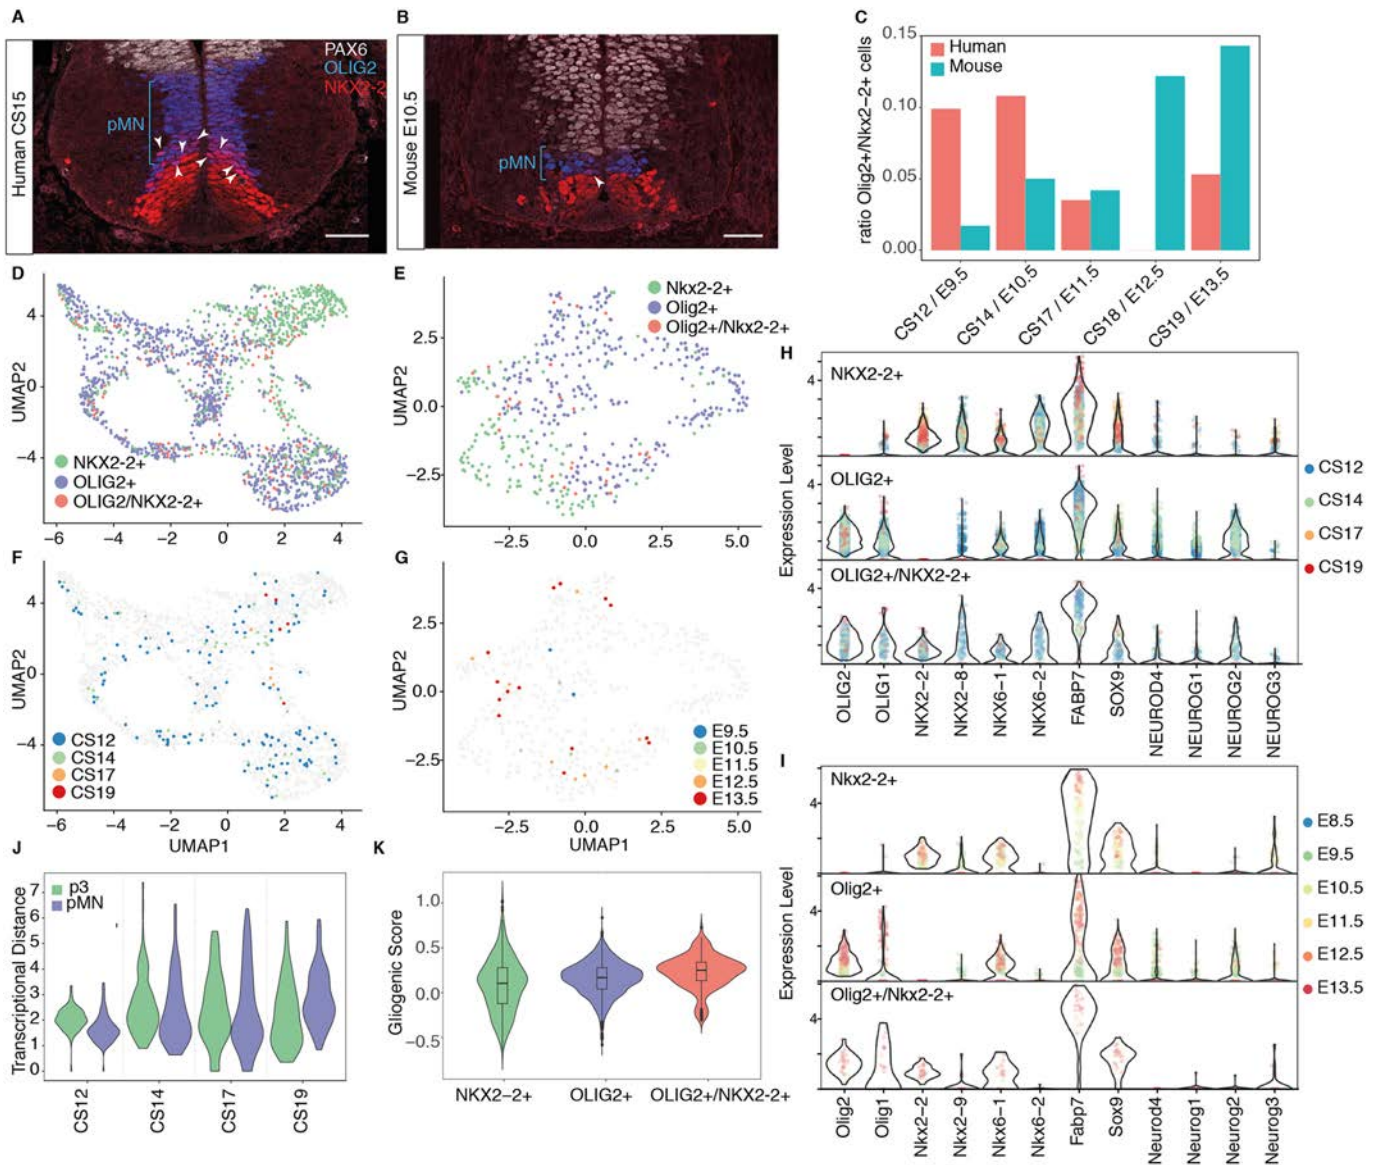 A
Human CS15
PAX6
OLIG2
NKX2-2
pMN
B
Mouse E10.5
pMN
C
ratio Olig2+/Nkx2-2+ cells
0.15
0.10
0.05
0.00
Human
Mouse
CS12 / E9.5
CS14 / E10.5
CS17 / E11.5
CS18 / E12.5
CS19 / E13.5
D
UMAP2
4
0
−4
NKX2-2+
OLIG2+
OLIG2/NKX2-2+
−6
−4
−2
0
2
4
E
UMAP2
2.5
0.0
−2.5
Nkx2-2+
Olig2+
Olig2+/Nkx2-2+
−2.5
0.0
2.5
5.0
F
UMAP2
4
0
−4
CS12
CS14
CS17
CS19
−6
−4
−2
0
2
4
UMAP1
G
UMAP2
2.5
0.0
−2.5
E9.5
E10.5
E11.5
E12.5
E13.5
−2.5
0.0
2.5
5.0
UMAP1
H
Expression Level
NKX2-2+
4
OLIG2+
4
OLIG2+/NKX2-2+
4
CS12
CS14
CS17
CS19
OLIG2
OLIG1
NKX2−2
NKX2−8
NKX6−1
NKX6−2
FABP7
SOX9
NEUROD4
NEUROG1
NEUROG2
NEUROG3
I
Expression Level
Nkx2-2+
4
Olig2+
4
Olig2+/Nkx2-2+
4
E8.5
E9.5
E10.5
E11.5
E12.5
E13.5
Olig2
Olig1
Nkx2−2
Nkx2−9
Nkx6−1
Nkx6−2
Fabp7
Sox9
Neurod4
Neurog1
Neurog2
Neurog3
J
Transcriptional Distance
7
6
5
4
3
2
1
0
p3
pMN
CS12
CS14
CS17
CS19
K
Gliogenic Score
1.0
0.5
0.0
−0.5
NKX2−2+
OLIG2+
OLIG2+/NKX2-2+